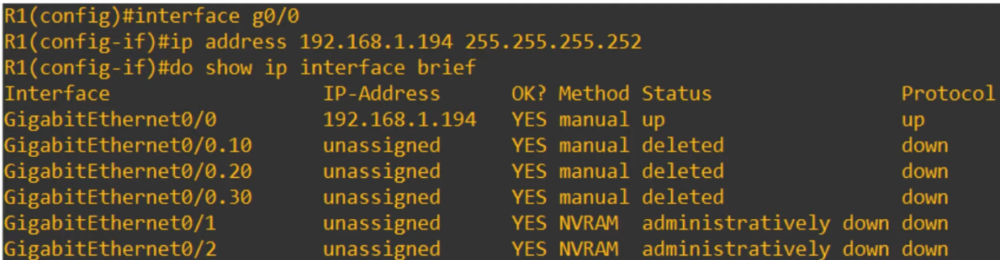 R1(config)#interface g0/0
R1(config-if)#ip address 192.168.1.194 255.255.255.252
R1(config-if)#do show ip interface brief
Interface IP-Address OK? Method Status Protocol
GigabitEthernet0/0 192.168.1.194 YES manual up up
GigabitEthernet0/0.10 unassigned YES manual deleted down
GigabitEthernet0/0.20 unassigned YES manual deleted down
GigabitEthernet0/0.30 unassigned YES manual deleted down
GigabitEthernet0/1 unassigned YES NVRAM administratively down down
GigabitEthernet0/2 unassigned YES NVRAM administratively down down